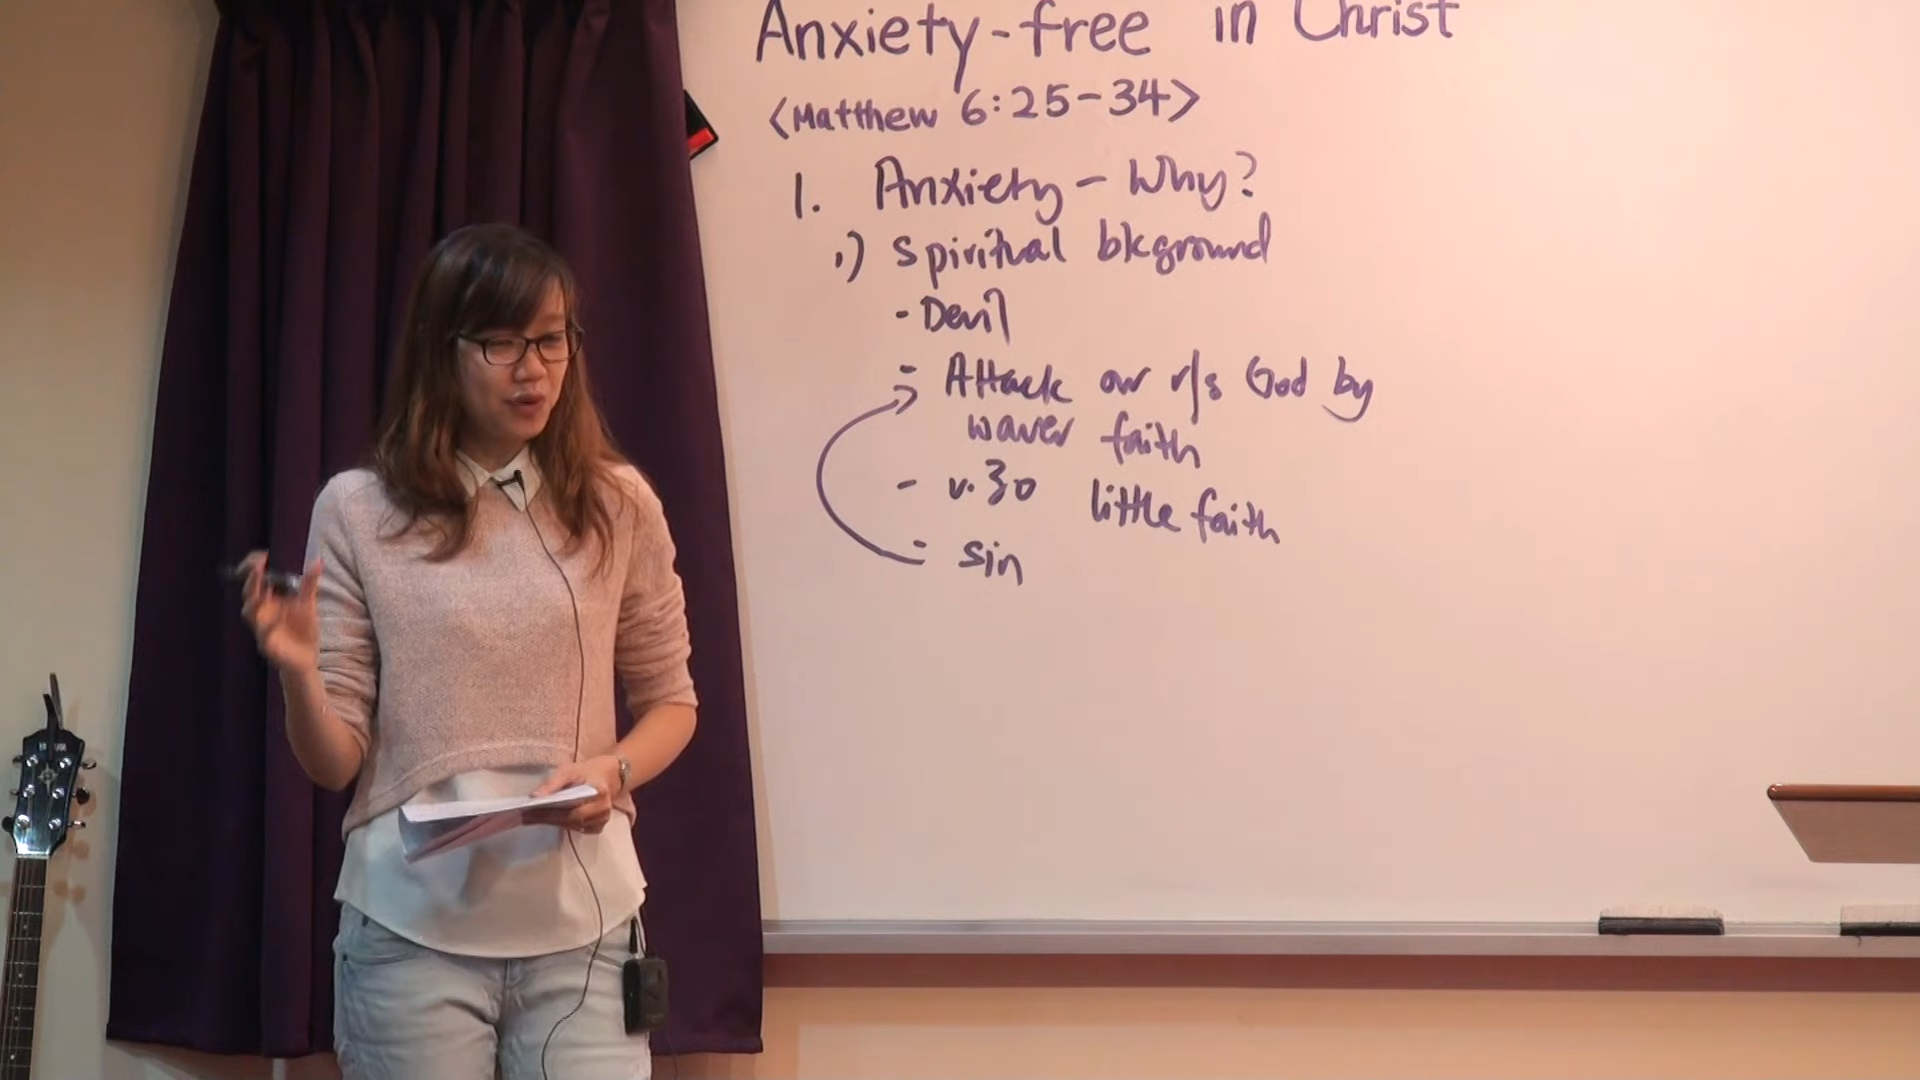 Anxiety-free in Christ
<Matthew 6:25-34>
1. Anxiety - Why?
1) Spiritual bkground
- Devil
- Attack our r/s God by
waver faith
- v.30 little faith
- sin